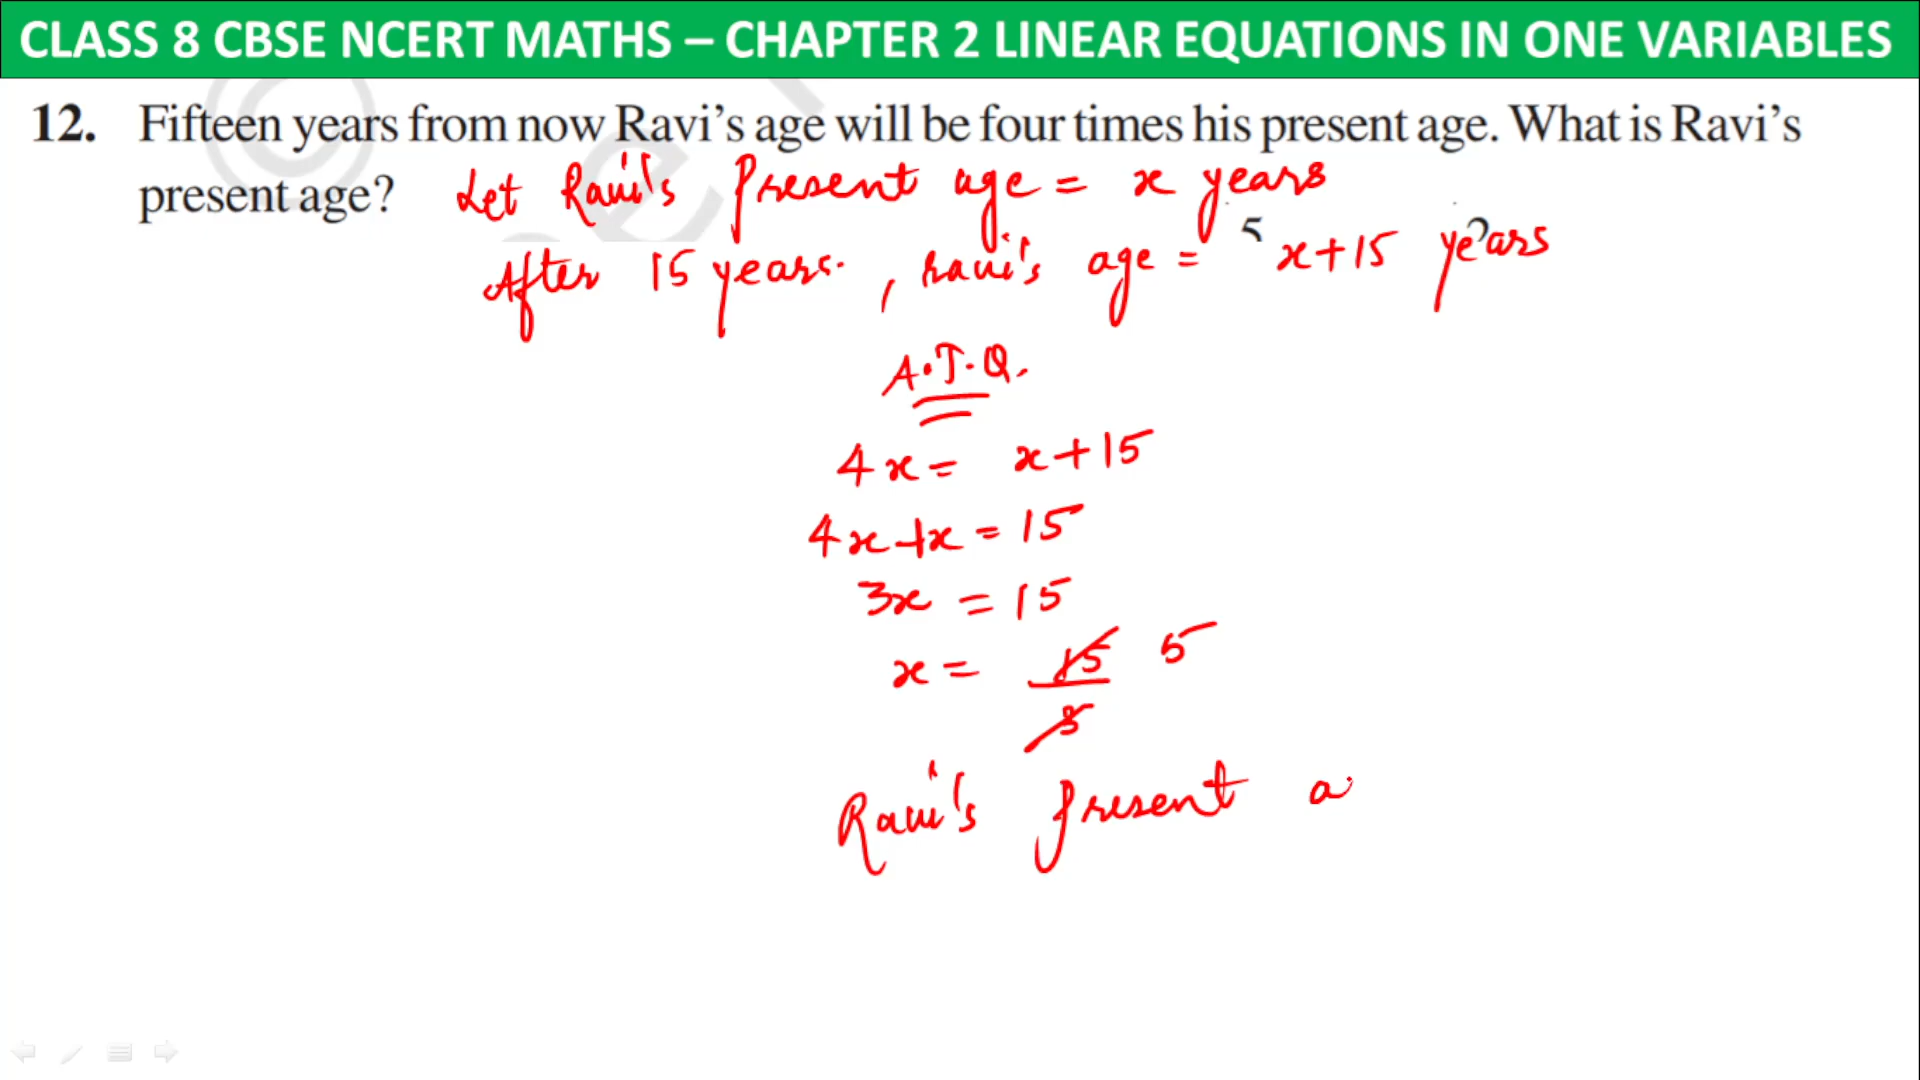 CLASS 8 CBSE NCERT MATHS – CHAPTER 2 LINEAR EQUATIONS IN ONE VARIABLES
12. Fifteen years from now Ravi's age will be four times his present age. What is Ravi's
present age? Let Ravi's Present age = x years
After 15 years, Ravi's age = x+15 years
A.T.Q.
4x = x+15
4x-x = 15
3x = 15
x = 15/3 5
Ravi's Present a